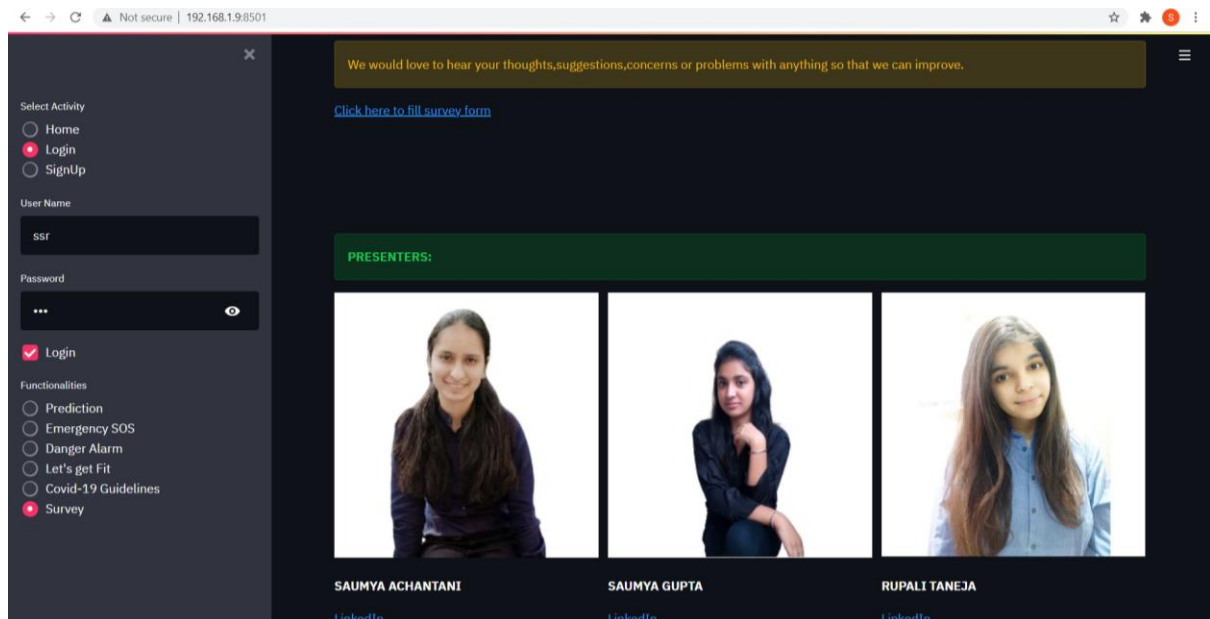 Not secure | 192.168.1.9:8501
S
Select Activity
Home
Login
SignUp
User Name
ssr
Password
•••
Login
Functionalities
Prediction
Emergency SOS
Danger Alarm
Let's get Fit
Covid-19 Guidelines
Survey
We would love to hear your thoughts,suggestions,concerns or problems with anything so that we can improve.
Click here to fill survey form
PRESENTERS:
SAUMYA ACHANTANI SAUMYA GUPTA RUPALI TANEJA
LinkedIn LinkedIn LinkedIn